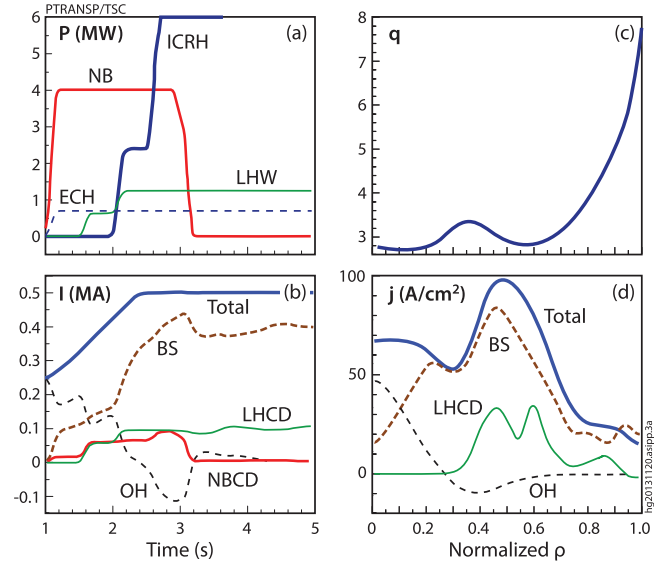 PTRANSP/TSC
6
P (MW)
ICRH
(a)
5
NB
4
3
2
LHW
1
ECH
0
8
q
(c)
7
6
5
4
3
I (MA)
(b)
0.5
Total
0.4
BS
0.3
0.2
LHCD
0.1
0
OH
NBCD
-0.1
1
2
3
4
5
Time (s)
100
j (A/cm²)
(d)
Total
BS
50
LHCD
0
OH
0
0.2
0.4
0.6
0.8
1.0
Normalized ρ
hg20131120.asipp.3a